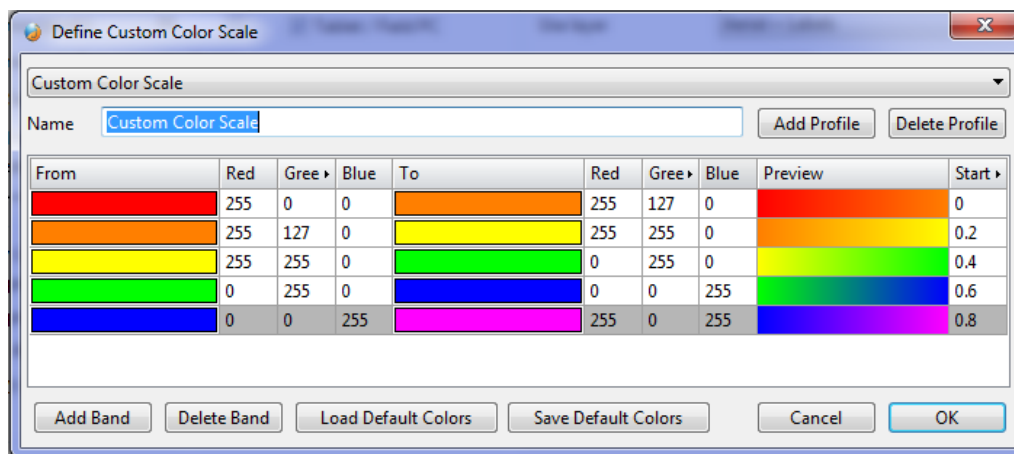 Define Custom Color Scale
Custom Color Scale
Name Custom Color Scale Add Profile Delete Profile
From Red Gree Blue To Red Gree Blue Preview Start
255 0 0 255 127 0 0
255 127 0 255 255 0 0.2
255 255 0 0 255 0 0.4
0 255 0 0 0 255 0.6
0 0 255 255 0 255 0.8
Add Band Delete Band Load Default Colors Save Default Colors Cancel OK